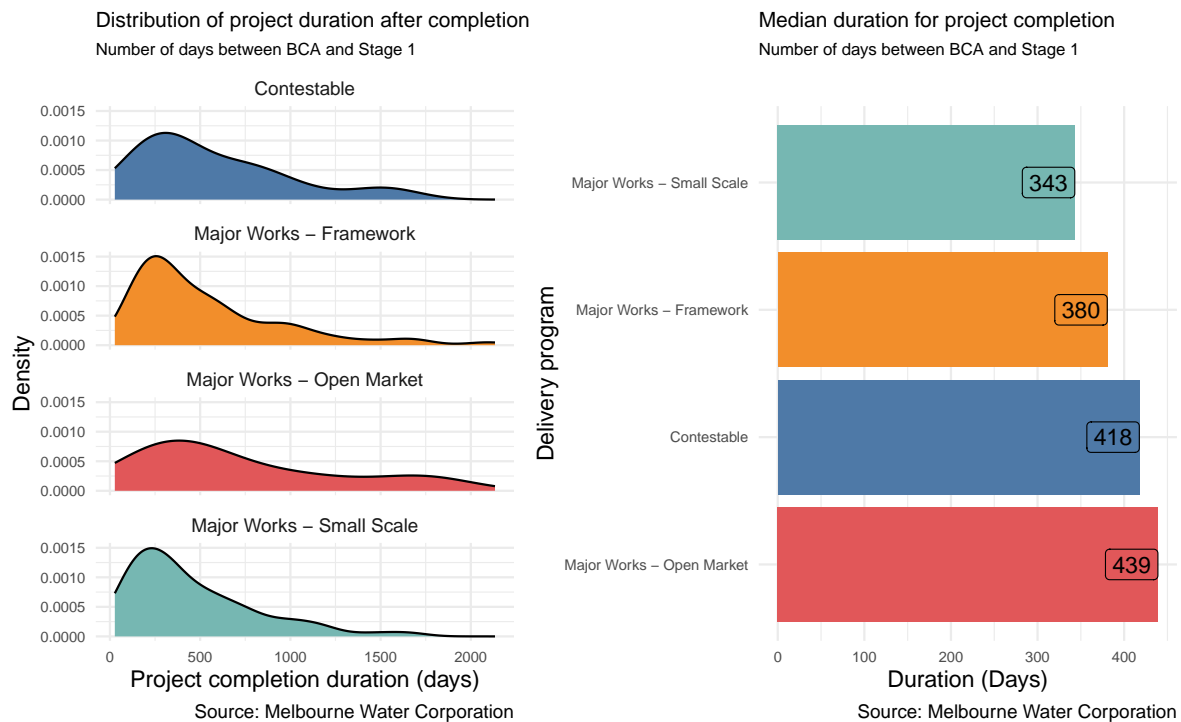 Distribution of project duration after completion
Number of days between BCA and Stage 1
Contestable
0.0015
0.0010
0.0005
0.0000
Major Works − Framework
0.0015
0.0010
0.0005
0.0000
Major Works − Open Market
0.0015
0.0010
0.0005
0.0000
Major Works − Small Scale
0.0015
0.0010
0.0005
0.0000
Density
0 500 1000 1500 2000
Project completion duration (days)
Source: Melbourne Water Corporation
Median duration for project completion
Number of days between BCA and Stage 1
Delivery program
Major Works − Small Scale 343
Major Works − Framework 380
Contestable 418
Major Works − Open Market 439
0 100 200 300 400
Duration (Days)
Source: Melbourne Water Corporation